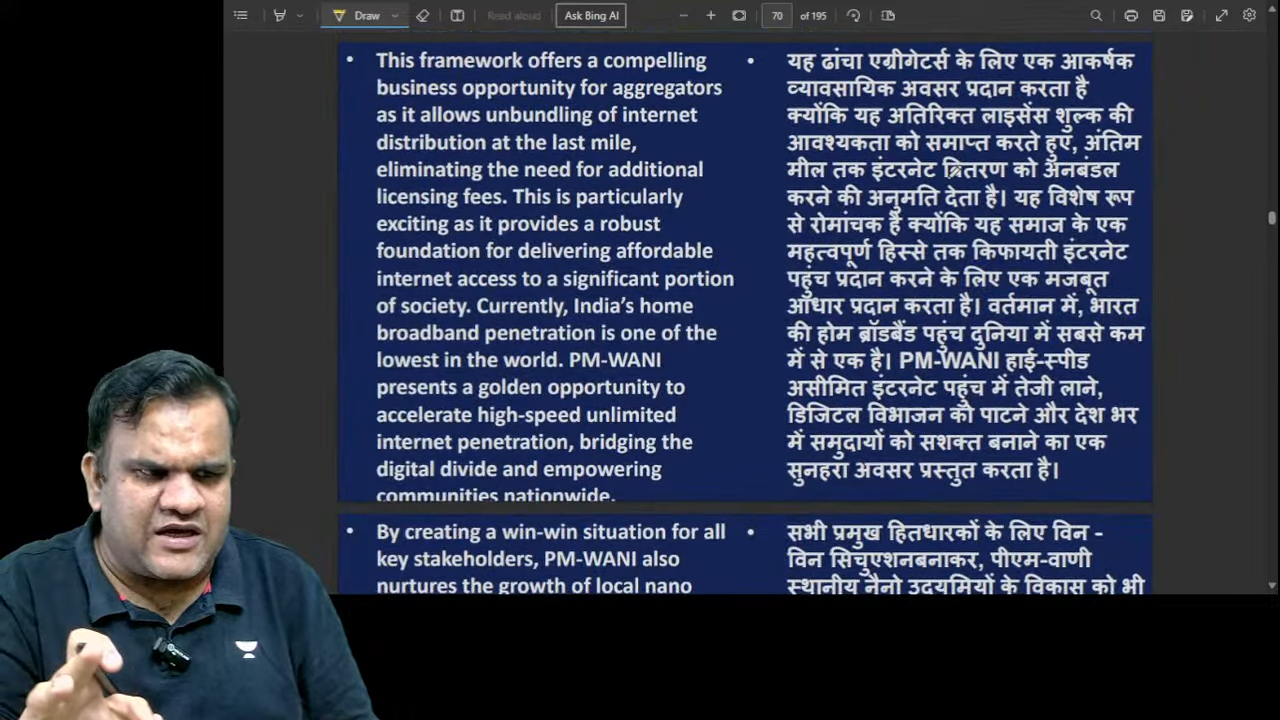 Draw
Read aloud
Ask Bing AI
70 of 195
This framework offers a compelling
business opportunity for aggregators
as it allows unbundling of internet
distribution at the last mile,
eliminating the need for additional
licensing fees. This is particularly
exciting as it provides a robust
foundation for delivering affordable
internet access to a significant portion
of society. Currently, India's home
broadband penetration is one of the
lowest in the world. PM-WANI
presents a golden opportunity to
accelerate high-speed unlimited
internet penetration, bridging the
digital divide and empowering
communities nationwide.
यह ढांचा एग्रीगेटर्स के लिए एक आकर्षक
व्यावसायिक अवसर प्रदान करता है
क्योंकि यह अतिरिक्त लाइसेंस शुल्क की
आवश्यकता को समाप्त करते हुए, अंतिम
मील तक इंटरनेट वितरण को अनबंडल
करने की अनुमति देता है। यह विशेष रूप
से रोमांचक है क्योंकि यह समाज के एक
महत्वपूर्ण हिस्से तक किफायती इंटरनेट
पहुंच प्रदान करने के लिए एक मजबूत
आधार प्रदान करता है। वर्तमान में, भारत
की होम ब्रॉडबैंड पहुंच दुनिया में सबसे कम
में से एक है। PM-WANI हाई-स्पीड
असीमित इंटरनेट पहुंच में तेजी लाने,
डिजिटल विभाजन को पाटने और देश भर
में समुदायों को सशक्त बनाने का एक
सुनहरा अवसर प्रस्तुत करता है।
By creating a win-win situation for all
key stakeholders, PM-WANI also
nurtures the growth of local nano
सभी प्रमुख हितधारकों के लिए विन -
विन सिचुएशनबनाकर, पीएम-वाणी
स्थानीय नैनो उद्यमियों के विकास को भी